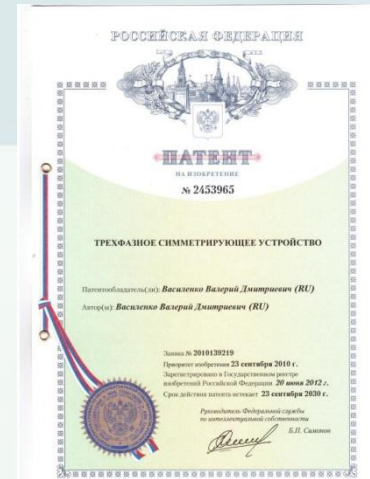 РОССИЙСКАЯ ФЕДЕРАЦИЯ
ПАТЕНТ
НА ИЗОБРЕТЕНИЕ
№ 2453965
ТРЕХФАЗНОЕ СИММЕТРИРУЮЩЕЕ УСТРОЙСТВО
Патентообладатель(ли): Василенко Валерий Дмитриевич (RU)
Автор(ы): Василенко Валерий Дмитриевич (RU)
Заявка № 2010139219
Приоритет изобретения 23 сентября 2010 г.
Зарегистрировано в Государственном реестре
изобретений Российской Федерации 20 июня 2012 г.
Срок действия патента истекает 23 сентября 2030 г.
Руководитель Федеральной службы
по интеллектуальной собственности
Б.П. Симонов